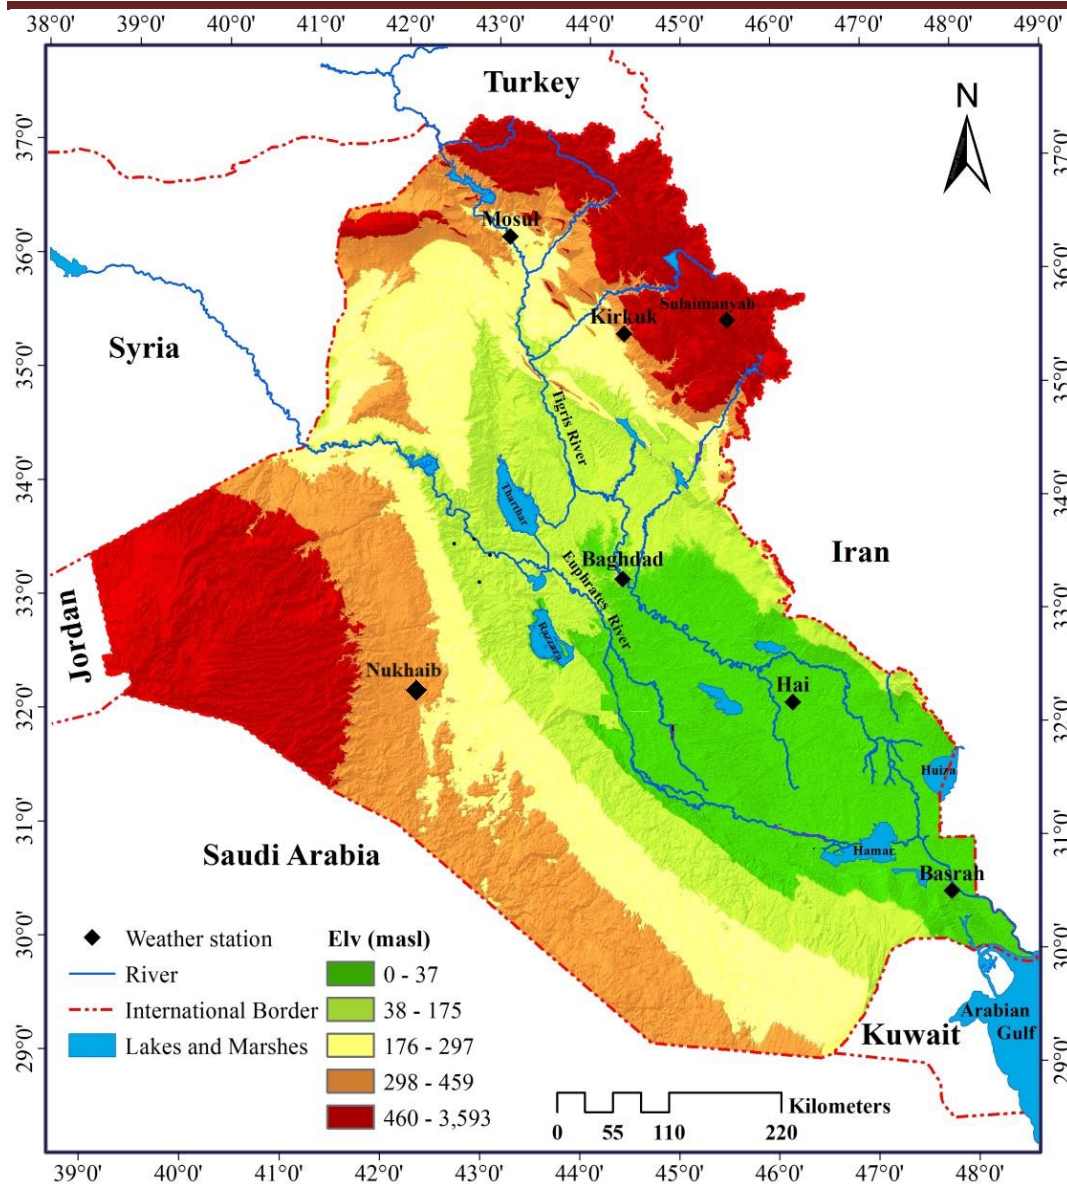 38°0' 39°0' 40°0' 41°0' 42°0' 43°0' 44°0' 45°0' 46°0' 47°0' 48°0' 49°0'
Turkey
N
37°0'
37°0'
Mosul
36°0'
36°0'
Sulaimanyah
Kirkuk
Syria
35°0'
35°0'
Tigris River
34°0'
34°0'
Tharthar
Iran
Baghdad
Euphrates River
33°0'
33°0'
Jordan
Razzara
Nukhaib
Hai
32°0'
32°0'
Huiza
31°0'
31°0'
Saudi Arabia
Hamar
Basrah
30°0'
30°0'
Weather station
River
International Border
Lakes and Marshes
Elv (masl)
0 - 37
38 - 175
176 - 297
298 - 459
460 - 3,593
Arabian
Gulf
Kuwait
29°0'
29°0'
Kilometers
0 55 110 220
39°0' 40°0' 41°0' 42°0' 43°0' 44°0' 45°0' 46°0' 47°0' 48°0'